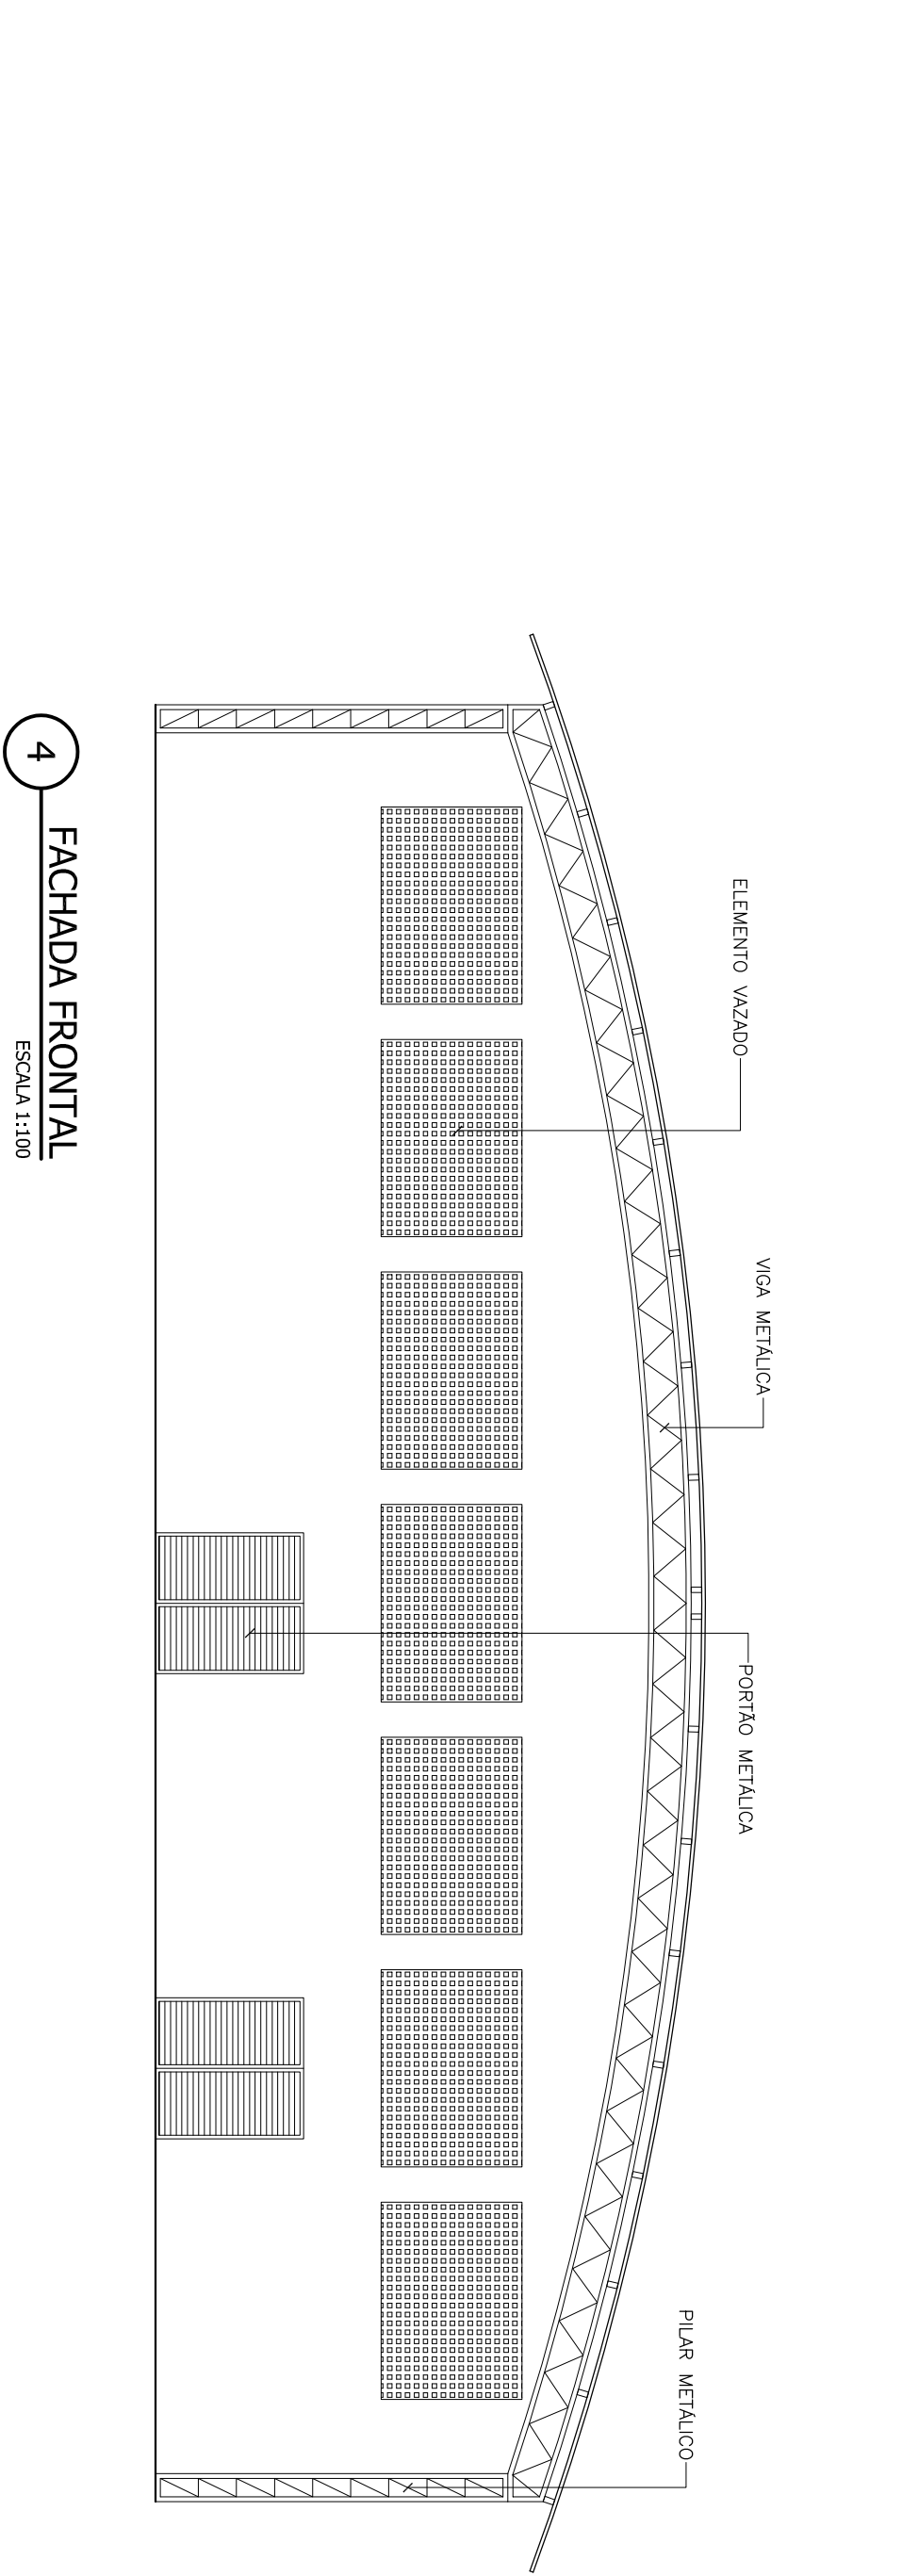 ELEMENTO VAZADO
VIGA METÁLICA
PORTÃO METÁLICA
PILAR METÁLICO
4
FACHADA FRONTAL
ESCALA 1:100